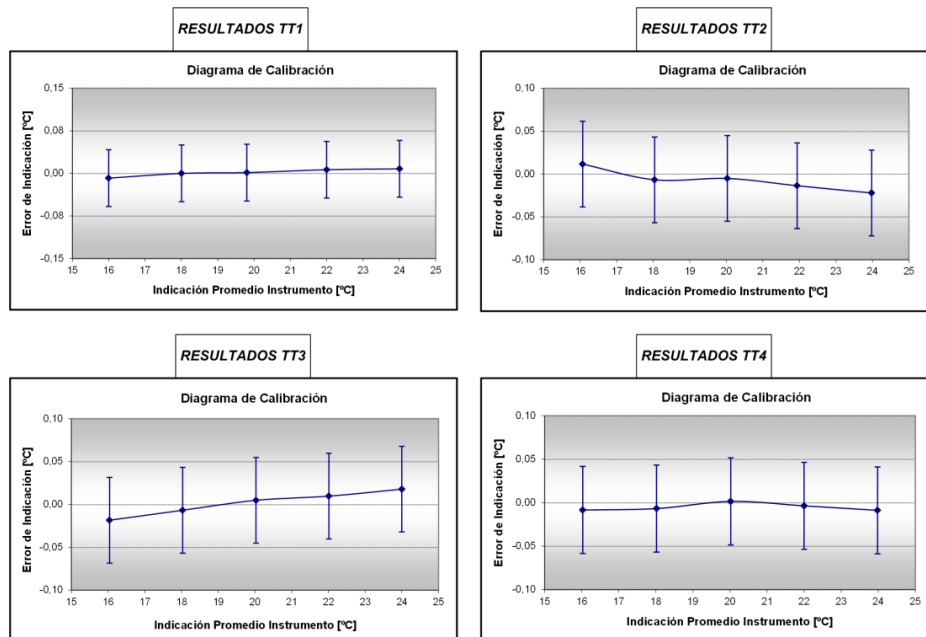 RESULTADOS TT1
Diagrama de Calibración
Error de Indicación [ºC]
0,15
0,08
0,00
-0,08
-0,15
15 16 17 18 19 20 21 22 23 24 25
Indicación Promedio Instrumento [ºC]
RESULTADOS TT2
Diagrama de Calibración
Error de Indicación [ºC]
0,10
0,05
0,00
-0,05
-0,10
15 16 17 18 19 20 21 22 23 24 25
Indicación Promedio Instrumento [ºC]
RESULTADOS TT3
Diagrama de Calibración
Error de Indicación [ºC]
0,10
0,05
0,00
-0,05
-0,10
15 16 17 18 19 20 21 22 23 24 25
Indicación Promedio Instrumento [ºC]
RESULTADOS TT4
Diagrama de Calibración
Error de Indicación [ºC]
0,10
0,05
0,00
-0,05
-0,10
15 16 17 18 19 20 21 22 23 24 25
Indicación Promedio Instrumento [ºC]